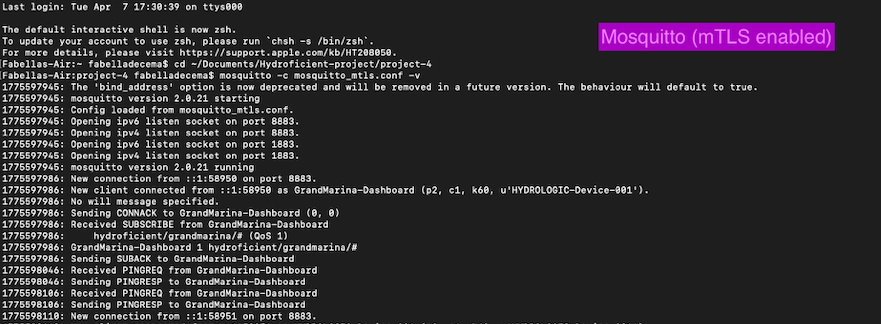 Last login: Tue Apr  7 17:30:39 on ttys000
The default interactive shell is now zsh.
To update your account to use zsh, please run `chsh -s /bin/zsh`.
For more details, please visit https://support.apple.com/kb/HT208050.
Mosquitto (mTLS enabled)
[Fabellas-Air:~ fabelladecema$ cd ~/Documents/Hydroficient-project/project-4
[Fabellas-Air:project-4 fabelladecema$ mosquitto -c mosquitto_mtls.conf -v
1775597945: The 'bind_address' option is now deprecated and will be removed in a future version. The behaviour will default to true.
1775597945: mosquitto version 2.0.21 starting
1775597945: Config loaded from mosquitto_mtls.conf.
1775597945: Opening ipv6 listen socket on port 8883.
1775597945: Opening ipv4 listen socket on port 8883.
1775597945: Opening ipv6 listen socket on port 1883.
1775597945: Opening ipv4 listen socket on port 1883.
1775597945: mosquitto version 2.0.21 running
1775597986: New connection from ::1:58950 on port 8883.
1775597986: New client connected from ::1:58950 as GrandMarina-Dashboard (p2, c1, k60, u'HYDROLOGIC-Device-001').
1775597986: No will message specified.
1775597986: Sending CONNACK to GrandMarina-Dashboard (0, 0)
1775597986: Received SUBSCRIBE from GrandMarina-Dashboard
1775597986:     hydroficient/grandmarina/# (QoS 1)
1775597986: GrandMarina-Dashboard 1 hydroficient/grandmarina/#
1775597986: Sending SUBACK to GrandMarina-Dashboard
1775598046: Received PINGREQ from GrandMarina-Dashboard
1775598046: Sending PINGRESP to GrandMarina-Dashboard
1775598106: Received PINGREQ from GrandMarina-Dashboard
1775598106: Sending PINGRESP to GrandMarina-Dashboard
1775598110: New connection from ::1:58951 on port 8883.